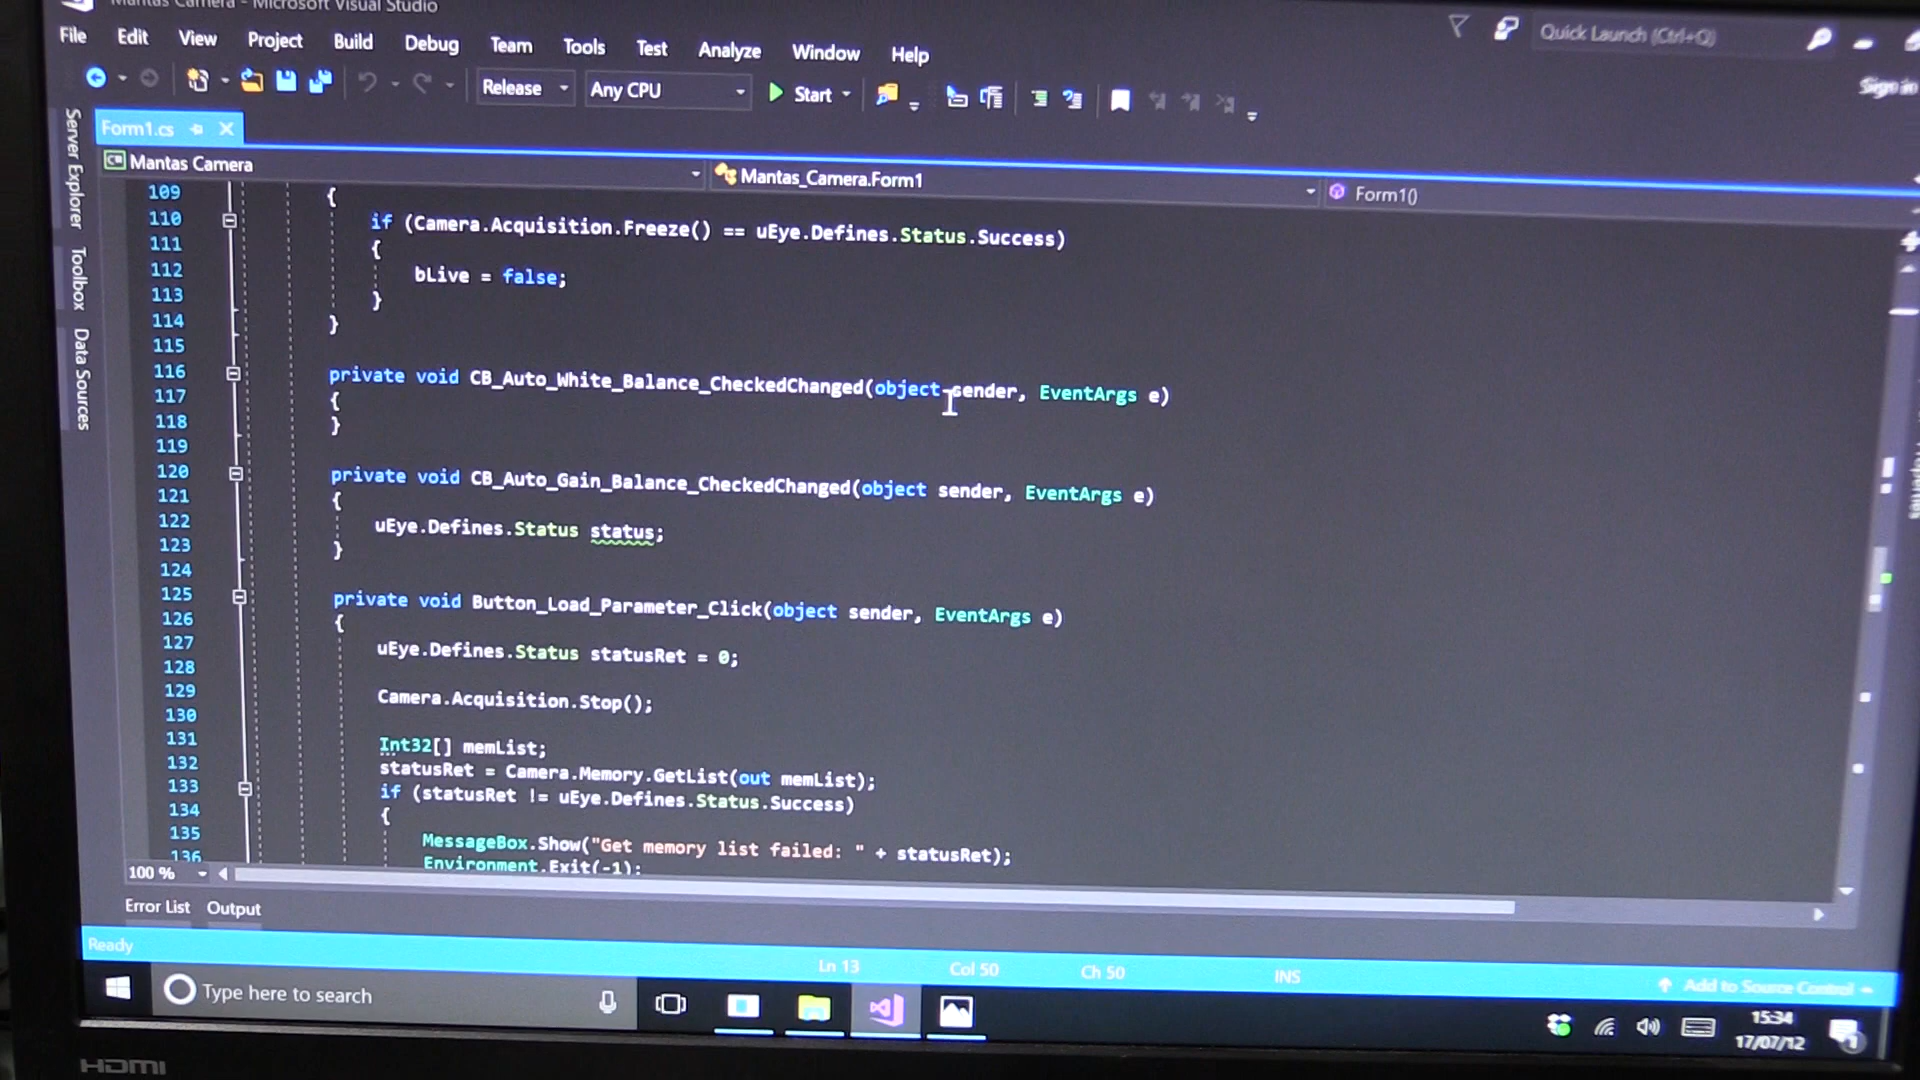 Mantas Camera - Microsoft Visual Studio
File Edit View Project Build Debug Team Tools Test Analyze Window Help
Quick Launch (Ctrl+Q)
Release Any CPU Start
Sign in
Form1.cs
Mantas Camera Mantas_Camera.Form1 Form1()
Server Explorer
Toolbox
Data Sources
109 {
110 if (Camera.Acquisition.Freeze() == uEye.Defines.Status.Success)
111 {
112 bLive = false;
113 }
114 }
115
116 private void CB_Auto_White_Balance_CheckedChanged(object sender, EventArgs e)
117 {
118 }
119
120 private void CB_Auto_Gain_Balance_CheckedChanged(object sender, EventArgs e)
121 {
122 uEye.Defines.Status status;
123 }
124
125 private void Button_Load_Parameter_Click(object sender, EventArgs e)
126 {
127 uEye.Defines.Status statusRet = 0;
128
129 Camera.Acquisition.Stop();
130
131 Int32[] memList;
132 statusRet = Camera.Memory.GetList(out memList);
133 if (statusRet != uEye.Defines.Status.Success)
134 {
135 MessageBox.Show("Get memory list failed: " + statusRet);
136 Environment.Exit(-1);
100 %
Error List Output
Ready Ln 13 Col 50 Ch 50 INS Add to Source Control
Type here to search
15:34
17/07/12
HDMI